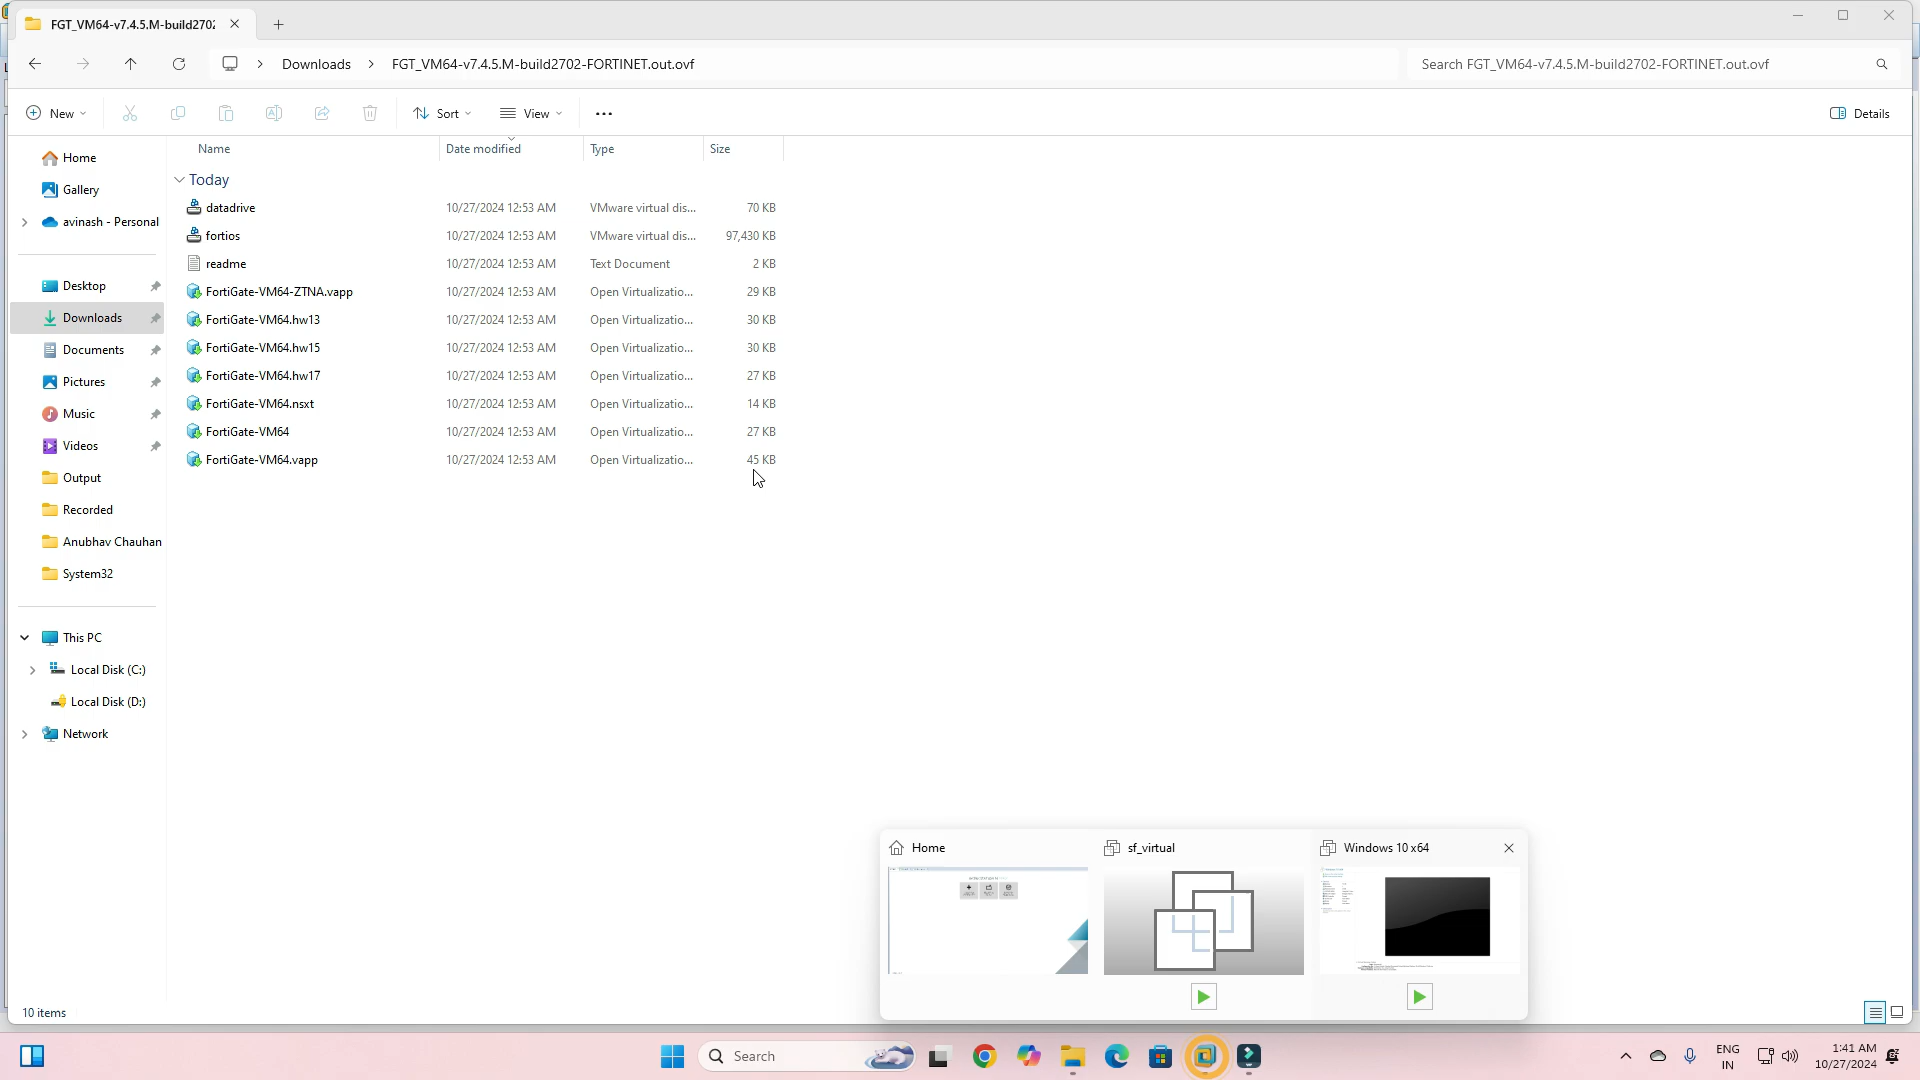 FGT_VM64-v7.4.5.M-build2702
Downloads > FGT_VM64-v7.4.5.M-build2702-FORTINET.out.ovf
Search FGT_VM64-v7.4.5.M-build2702-FORTINET.out.ovf
New
Sort
View
Details
Name Date modified Type Size
Today
datadrive 10/27/2024 12:53 AM VMware virtual dis... 70 KB
fortios 10/27/2024 12:53 AM VMware virtual dis... 97,430 KB
readme 10/27/2024 12:53 AM Text Document 2 KB
FortiGate-VM64-ZTNA.vapp 10/27/2024 12:53 AM Open Virtualizatio... 29 KB
FortiGate-VM64.hw13 10/27/2024 12:53 AM Open Virtualizatio... 30 KB
FortiGate-VM64.hw15 10/27/2024 12:53 AM Open Virtualizatio... 30 KB
FortiGate-VM64.hw17 10/27/2024 12:53 AM Open Virtualizatio... 27 KB
FortiGate-VM64.nsxt 10/27/2024 12:53 AM Open Virtualizatio... 14 KB
FortiGate-VM64 10/27/2024 12:53 AM Open Virtualizatio... 27 KB
FortiGate-VM64.vapp 10/27/2024 12:53 AM Open Virtualizatio... 45 KB
Home
Gallery
avinash - Personal
Desktop
Downloads
Documents
Pictures
Music
Videos
Output
Recorded
Anubhav Chauhan
System32
This PC
Local Disk (C:)
Local Disk (D:)
Network
Home
sf_virtual
Windows 10 x64
10 items
Search
ENG
IN
1:41 AM
10/27/2024